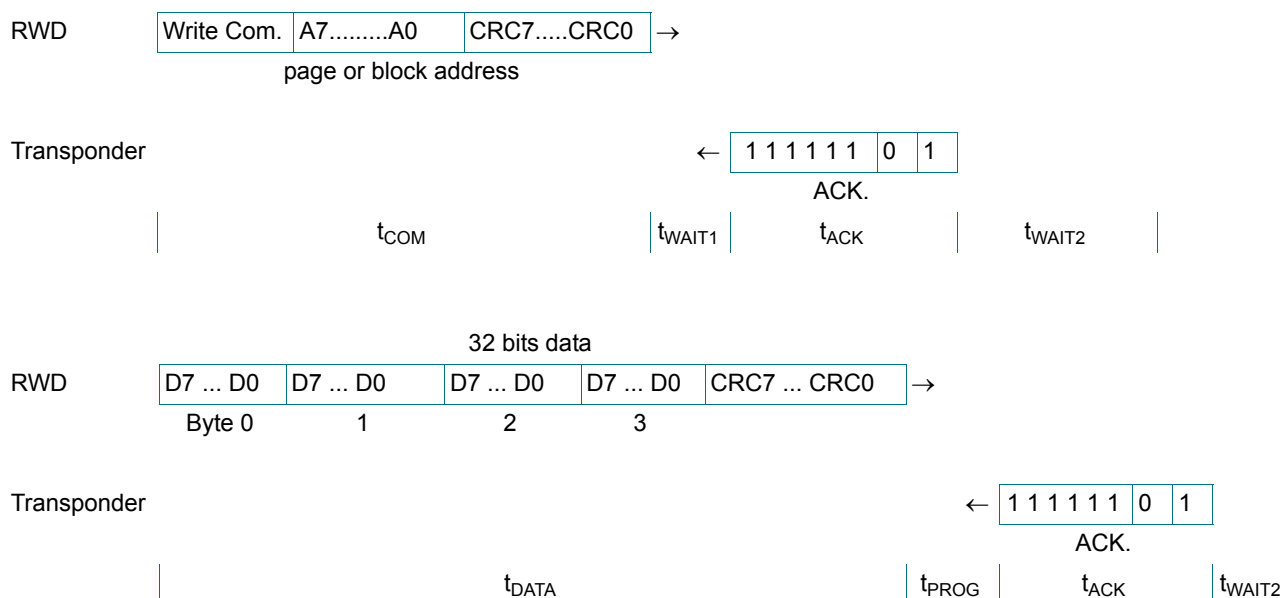 RWD Write Com. A7.........A0 CRC7.....CRC0 →
page or block address
Transponder ← 1 1 1 1 1 1 0 1
ACK.
tCOM tWAIT1 tACK tWAIT2
32 bits data
RWD D7 ... D0 D7 ... D0 D7 ... D0 D7 ... D0 CRC7 ... CRC0 →
Byte 0 1 2 3
Transponder ← 1 1 1 1 1 1 0 1
ACK.
tDATA tPROG tACK tWAIT2